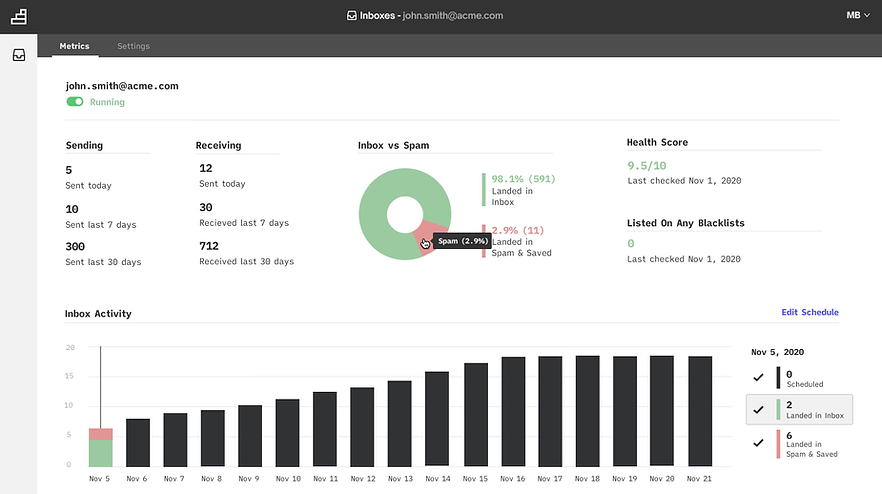 Inboxes - john.smith@acme.com
MB
Metrics
Settings
john.smith@acme.com
Running
Sending
5
Sent today
10
Sent last 7 days
300
Sent last 30 days
Receiving
12
Sent today
30
Recieved last 7 days
712
Received last 30 days
Inbox vs Spam
98.1% (591)
Landed in
Inbox
2.9% (11)
Landed in
Spam & Saved
Spam (2.9%)
Health Score
9.5/10
Last checked Nov 1, 2020
Listed On Any Blacklists
0
Last checked Nov 1, 2020
Inbox Activity
Edit Schedule
20
15
10
5
0
Nov 5
Nov 6
Nov 7
Nov 8
Nov 9
Nov 10
Nov 11
Nov 12
Nov 13
Nov 14
Nov 15
Nov 16
Nov 17
Nov 18
Nov 19
Nov 20
Nov 21
Nov 5, 2020
0
Scheduled
2
Landed in Inbox
6
Landed in
Spam & Saved